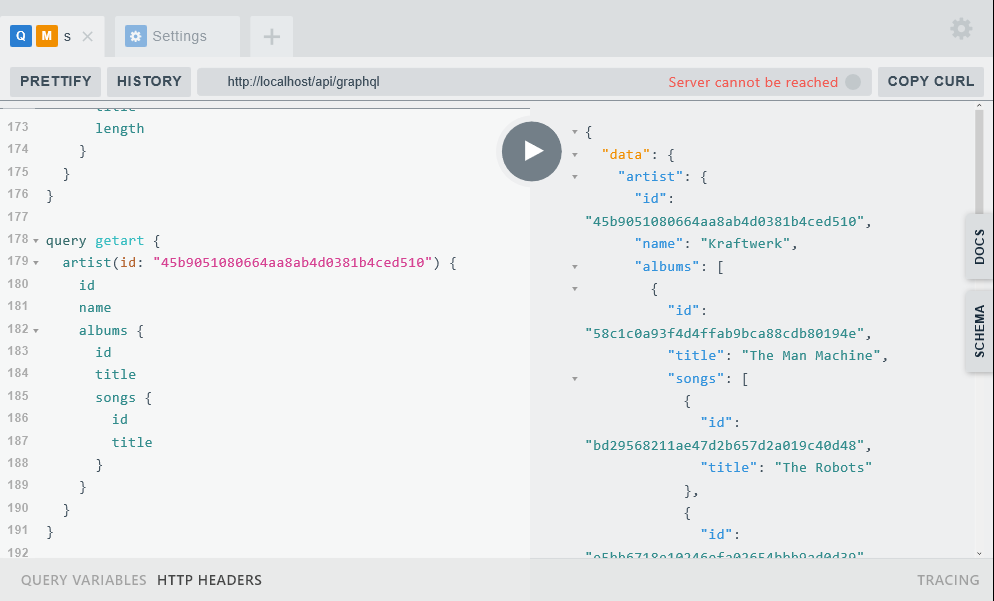 Q M s × Settings +
PRETTIFY HISTORY http://localhost/api/graphql Server cannot be reached COPY CURL
title
173 length
174 }
175 }
176 }
177
178 query getart {
179 artist(id: "45b9051080664aa8ab4d0381b4ced510") {
180 id
181 name
182 albums {
183 id
184 title
185 songs {
186 id
187 title
188 }
189 }
190 }
191 }
192
{
"data": {
"artist": {
"id":
"45b9051080664aa8ab4d0381b4ced510",
"name": "Kraftwerk",
"albums": [
{
"id":
"58c1c0a93f4d4ffab9bca88cdb80194e",
"title": "The Man Machine",
"songs": [
{
"id":
"bd29568211ae47d2b657d2a019c40d48",
"title": "The Robots"
},
{
"id":
DOCS
SCHEMA
QUERY VARIABLES HTTP HEADERS TRACING